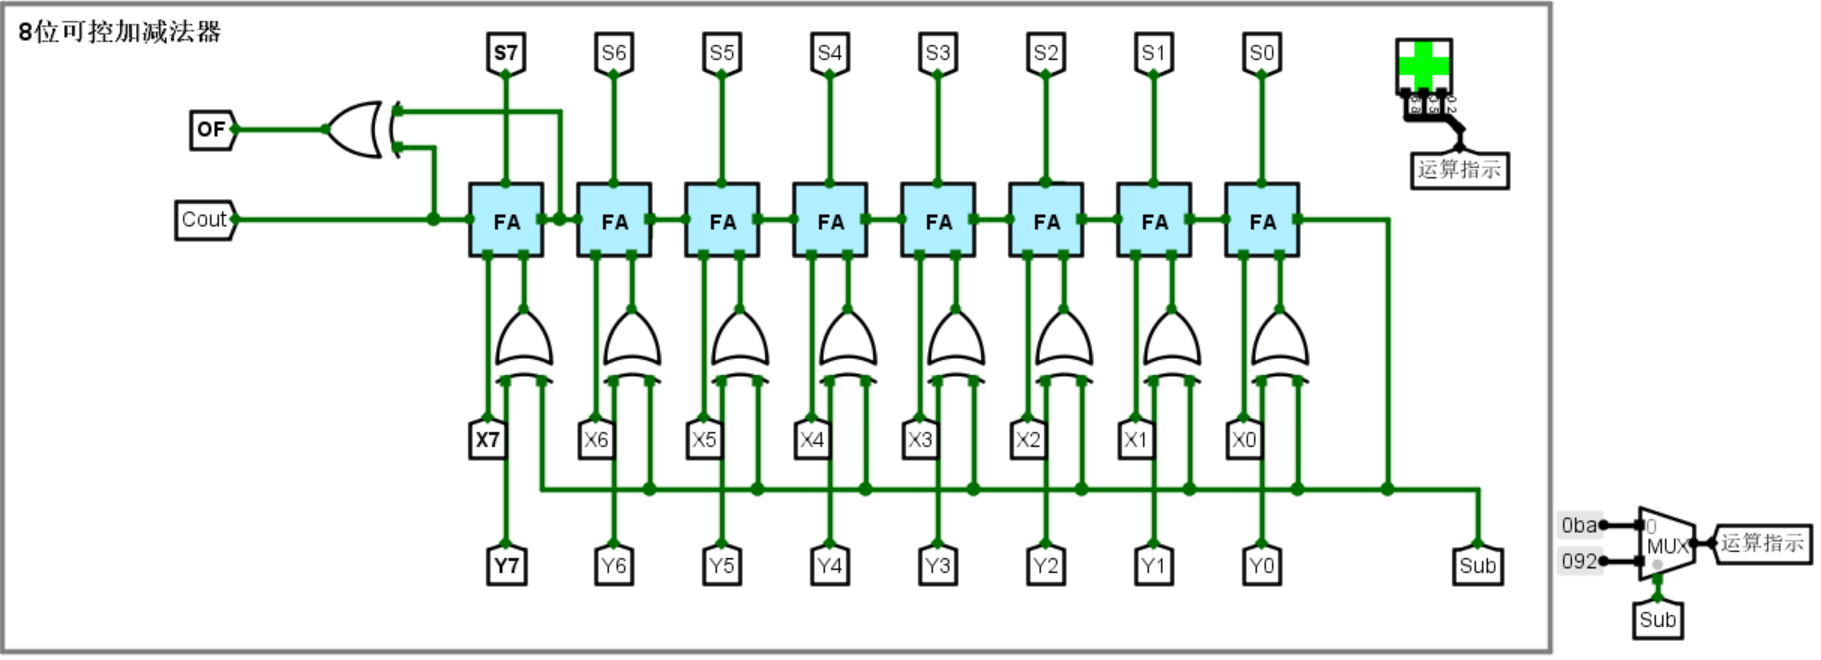 8位可控加减法器
S7 S6 S5 S4 S3 S2 S1 S0
OF
运算指示
Cout FA FA FA FA FA FA FA FA
X7 X6 X5 X4 X3 X2 X1 X0
0ba 0
MUX 运算指示
092
Y7 Y6 Y5 Y4 Y3 Y2 Y1 Y0 Sub
Sub